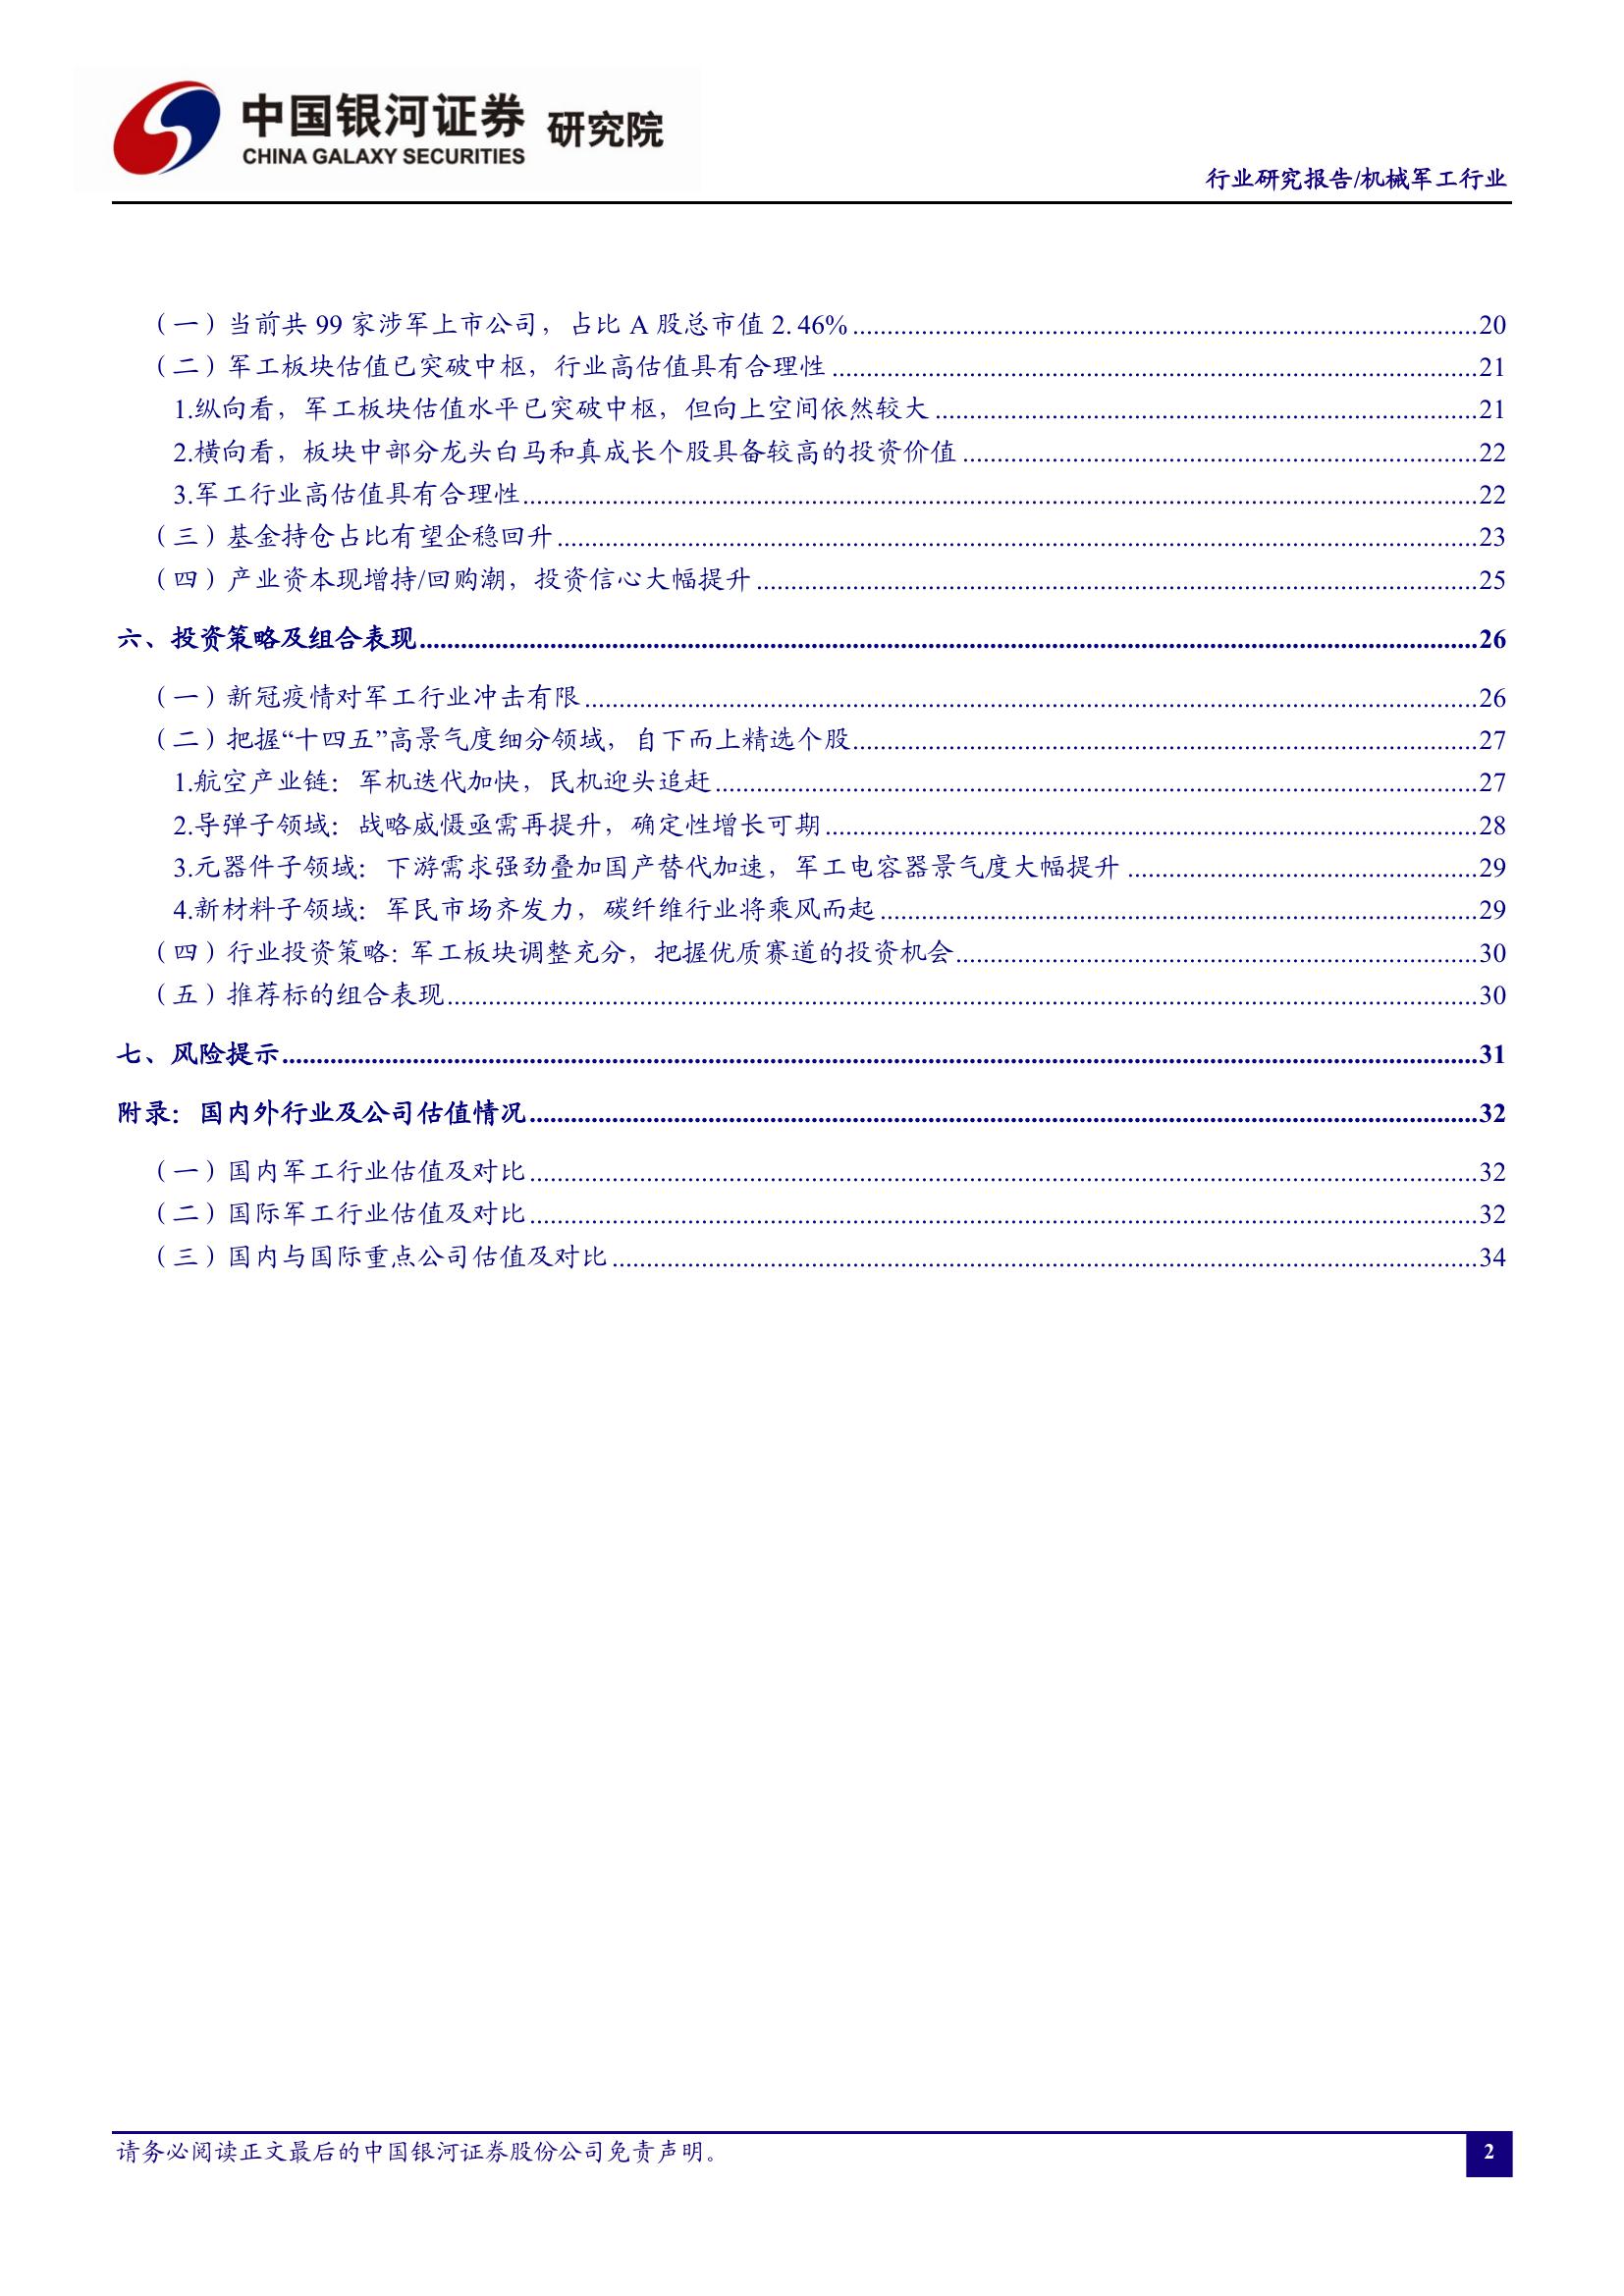 中国银河证券 研究院
CHINA GALAXY SECURITIES
行业研究报告/机械军工行业
（一）当前共 99 家涉军上市公司，占比 A 股总市值 2.46%....................20
（二）军工板块估值已突破中枢，行业高估值具有合理性....................21
1.纵向看，军工板块估值水平已突破中枢，但向上空间依然较大....................21
2.横向看，板块中部分龙头白马和真成长个股具备较高的投资价值....................22
3.军工行业高估值具有合理性....................22
（三）基金持仓占比有望企稳回升....................23
（四）产业资本现增持/回购潮，投资信心大幅提升....................25
六、投资策略及组合表现....................26
（一）新冠疫情对军工行业冲击有限....................26
（二）把握“十四五”高景气度细分领域，自下而上精选个股....................27
1.航空产业链：军机迭代加快，民机迎头追赶....................27
2.导弹子领域：战略威慑亟需再提升，确定性增长可期....................28
3.元器件子领域：下游需求强劲叠加国产替代加速，军工电容器景气度大幅提升....................29
4.新材料子领域：军民市场齐发力，碳纤维行业将乘风而起....................29
（四）行业投资策略：军工板块调整充分，把握优质赛道的投资机会....................30
（五）推荐标的组合表现....................30
七、风险提示....................31
附录：国内外行业及公司估值情况....................32
（一）国内军工行业估值及对比....................32
（二）国际军工行业估值及对比....................32
（三）国内与国际重点公司估值及对比....................34
请务必阅读正文最后的中国银河证券股份公司免责声明。
2